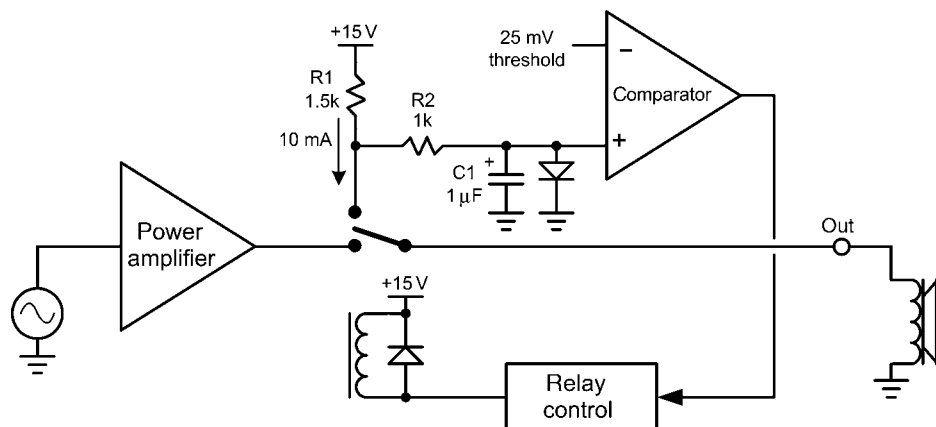 +15 V
R1
1.5k
10 mA
R2
1k
25 mV
threshold
−
Comparator
+
+
C1
1 µF
Power
amplifier
Out
+15 V
Relay
control